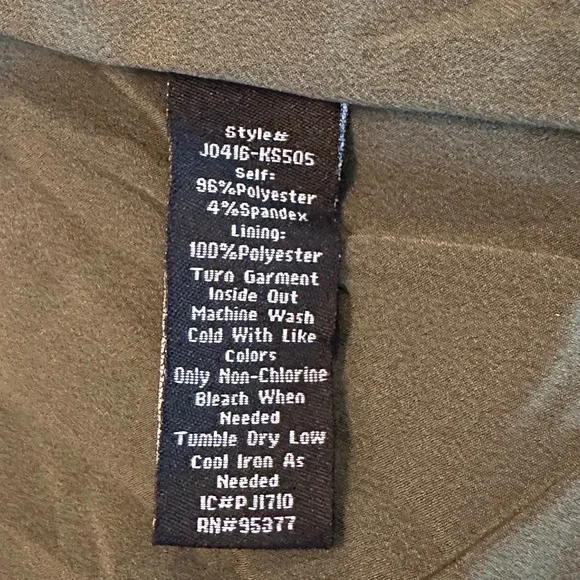 Style#
J0416-KS505
Self:
96%Polyester
4%Spandex
Lining:
100%Polyester
Turn Garment
Inside Out
Machine Wash
Cold With Like
Colors
Only Non-Chlorine
Bleach When
Needed
Tumble Dry Low
Cool Iron As
Needed
IC#PJ1710
RN#95377